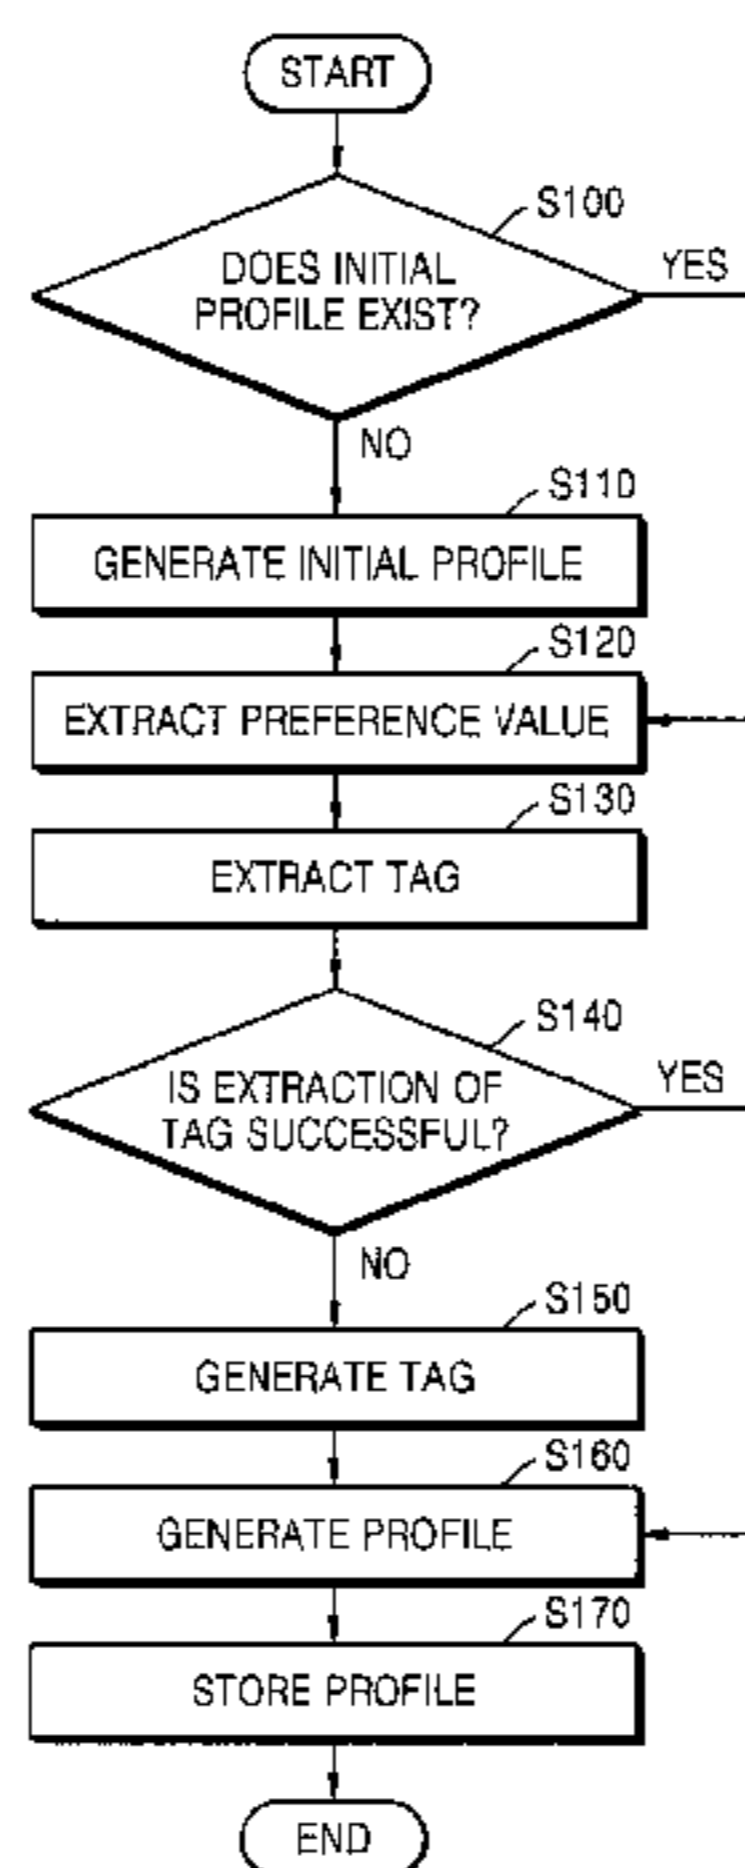 START
S100
DOES INITIAL
PROFILE EXIST?
YES
NO
S110
GENERATE INITIAL PROFILE
S120
EXTRACT PREFERENCE VALUE
S130
EXTRACT TAG
S140
IS EXTRACTION OF
TAG SUCCESSFUL?
YES
NO
S150
GENERATE TAG
S160
GENERATE PROFILE
S170
STORE PROFILE
END